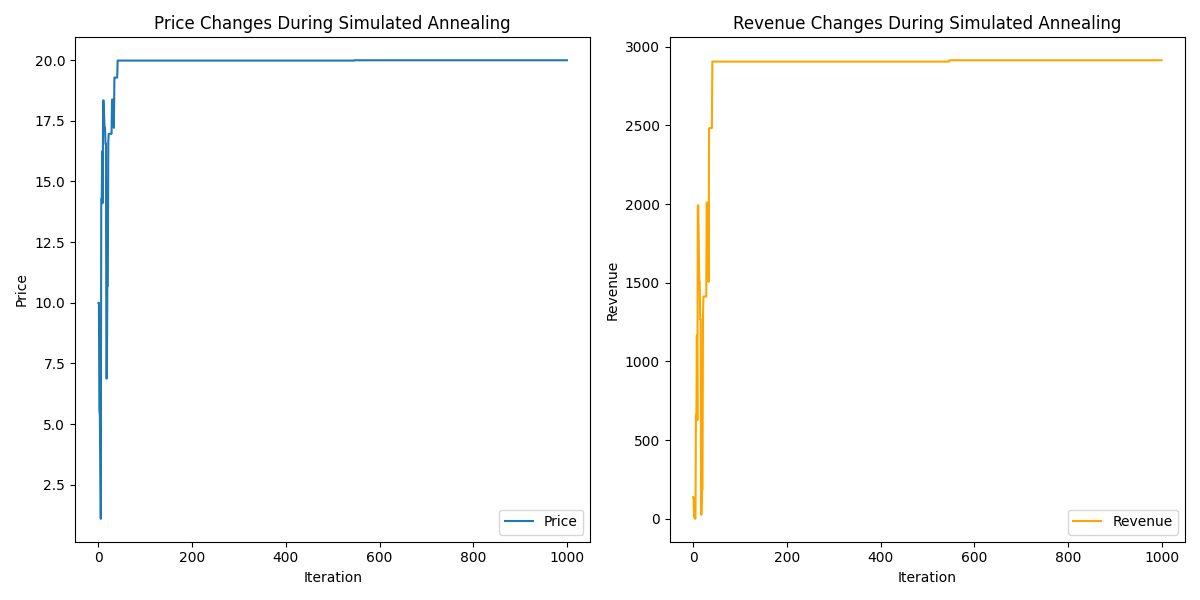 Price Changes During Simulated Annealing
20.0
17.5
15.0
12.5
10.0
7.5
5.0
2.5
Price
0 200 400 600 800 1000
Iteration
Price
Revenue Changes During Simulated Annealing
3000
2500
2000
1500
1000
500
0
Revenue
0 200 400 600 800 1000
Iteration
Revenue